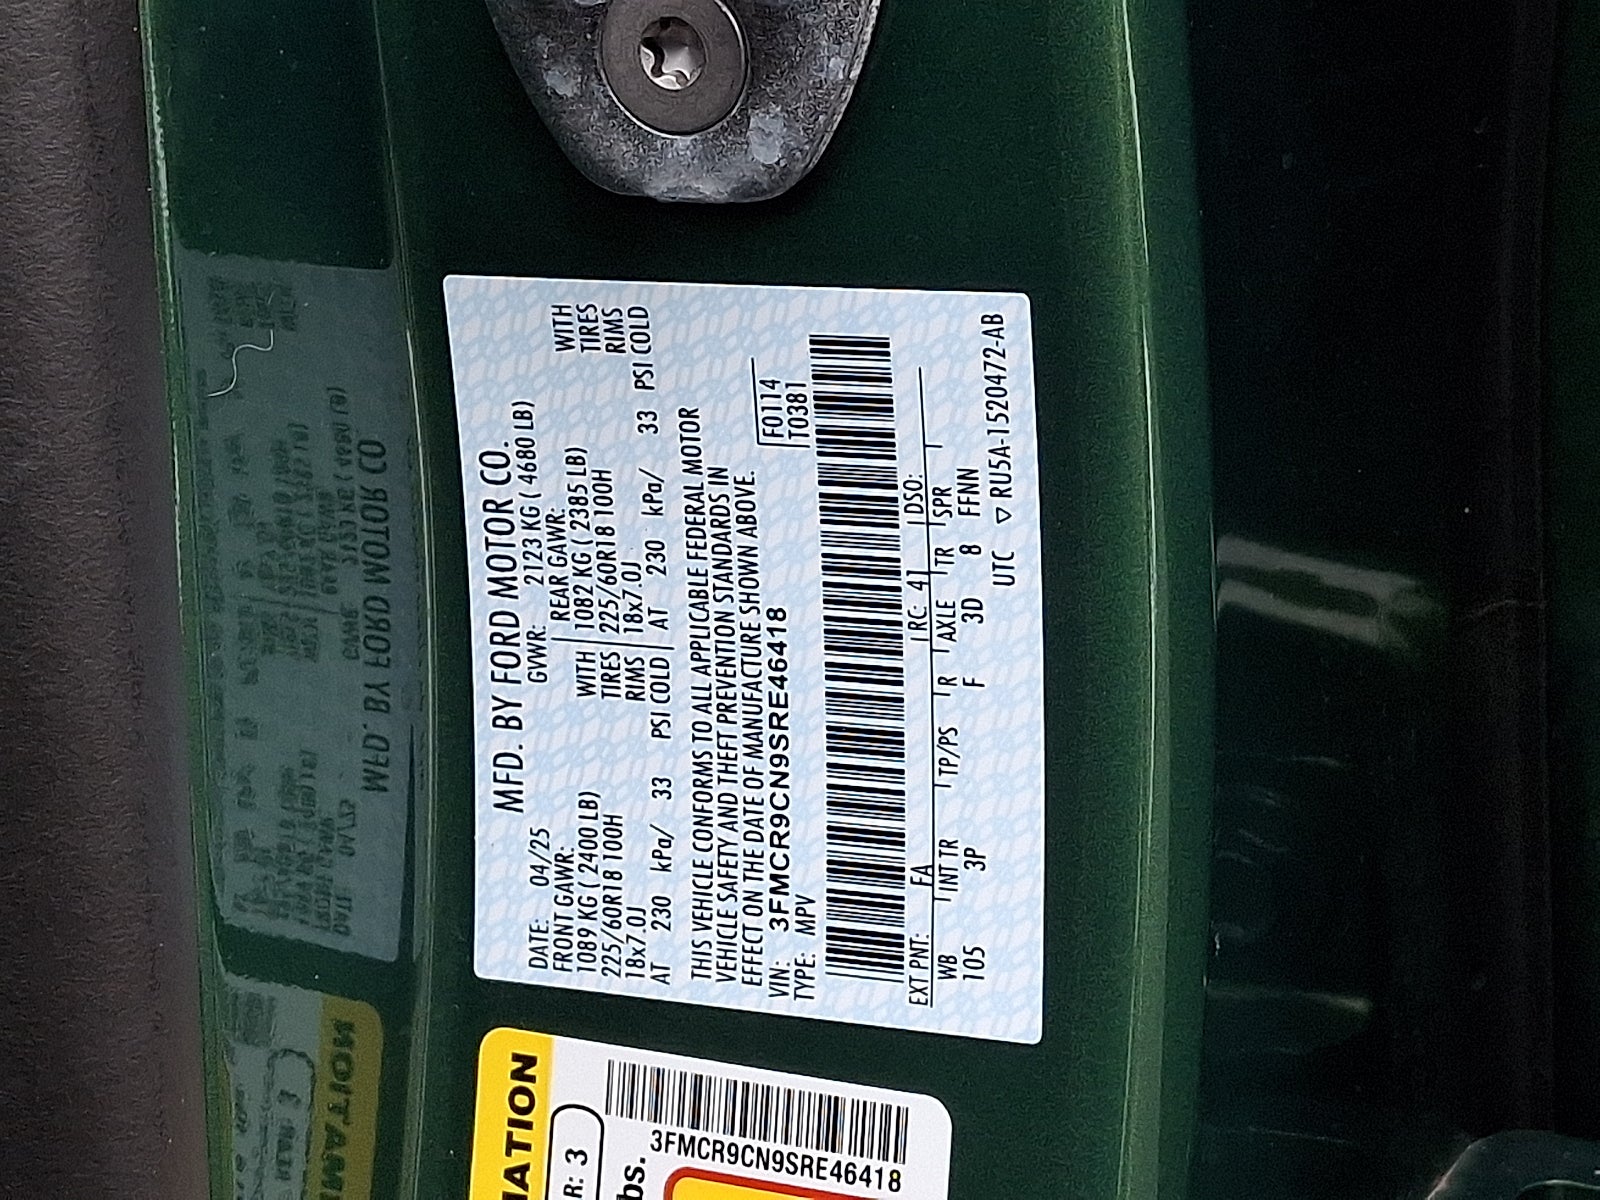 MFD. BY FORD MOTOR CO.
DATE: 04/25 GVWR: 2123 KG ( 4680 LB)
FRONT GAWR: REAR GAWR:
1089 KG ( 2400 LB) WITH 1082 KG ( 2385 LB) WITH
225/60R18 100H TIRES 225/60R18 100H TIRES
18x7.0J RIMS 18x7.0J RIMS
AT 230 kPa/ 33 PSI COLD AT 230 kPa/ 33 PSI COLD
THIS VEHICLE CONFORMS TO ALL APPLICABLE FEDERAL MOTOR
VEHICLE SAFETY AND THEFT PREVENTION STANDARDS IN
EFFECT ON THE DATE OF MANUFACTURE SHOWN ABOVE.
VIN: 3FMCR9CN9SRE46418 F0114
TYPE: MPV T0381
EXT PNT: FA RC: 41 DSO:
WB INT TR TP/PS R AXLE TR SPR
105 3P F 3D 8 FFNN
UTC ▽ RU5A-1520472-AB
MATION
R: 3
bs.
3FMCR9CN9SRE46418